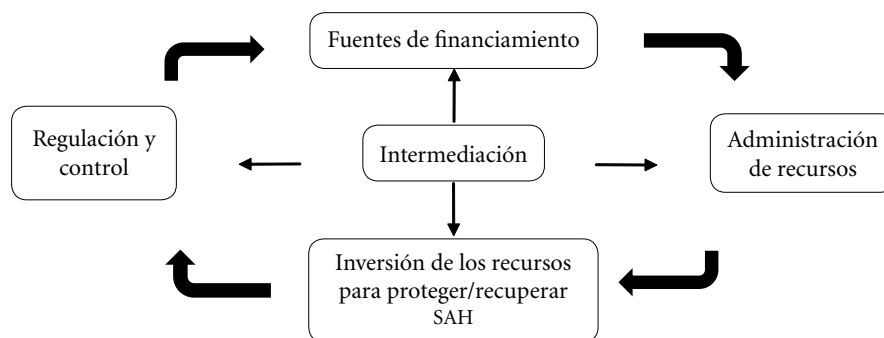 Fuentes de financiamiento
Regulación y
control
Intermediación
Administración
de recursos
Inversión de los recursos
para proteger/recuperar
SAH